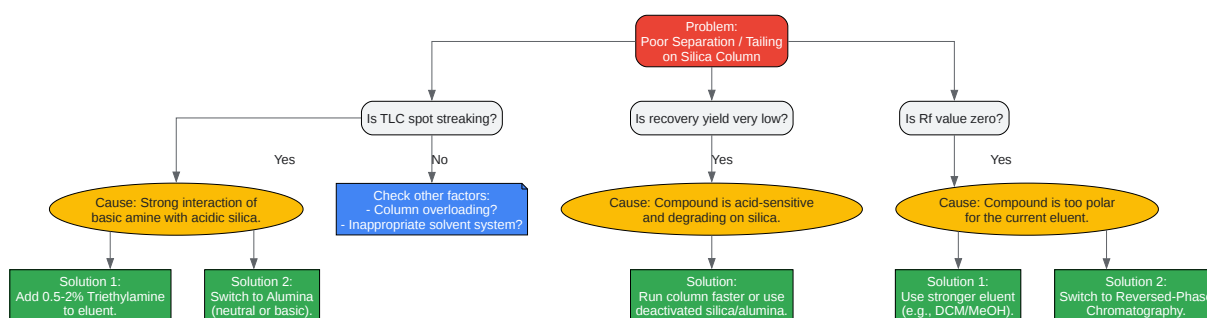 Problem:
Poor Separation / Tailing
on Silica Column
Is TLC spot streaking?
Is recovery yield very low?
Is Rf value zero?
Yes
No
Yes
Yes
Cause: Strong interaction of
basic amine with acidic silica.
Check other factors:
- Column overloading?
- Inappropriate solvent system?
Cause: Compound is acid-sensitive
and degrading on silica.
Cause: Compound is too polar
for the current eluent.
Solution 1:
Add 0.5-2% Triethylamine
to eluent.
Solution 2:
Switch to Alumina
(neutral or basic).
Solution:
Run column faster or use
deactivated silica/alumina.
Solution 1:
Use stronger eluent
(e.g., DCM/MeOH).
Solution 2:
Switch to Reversed-Phase
Chromatography.